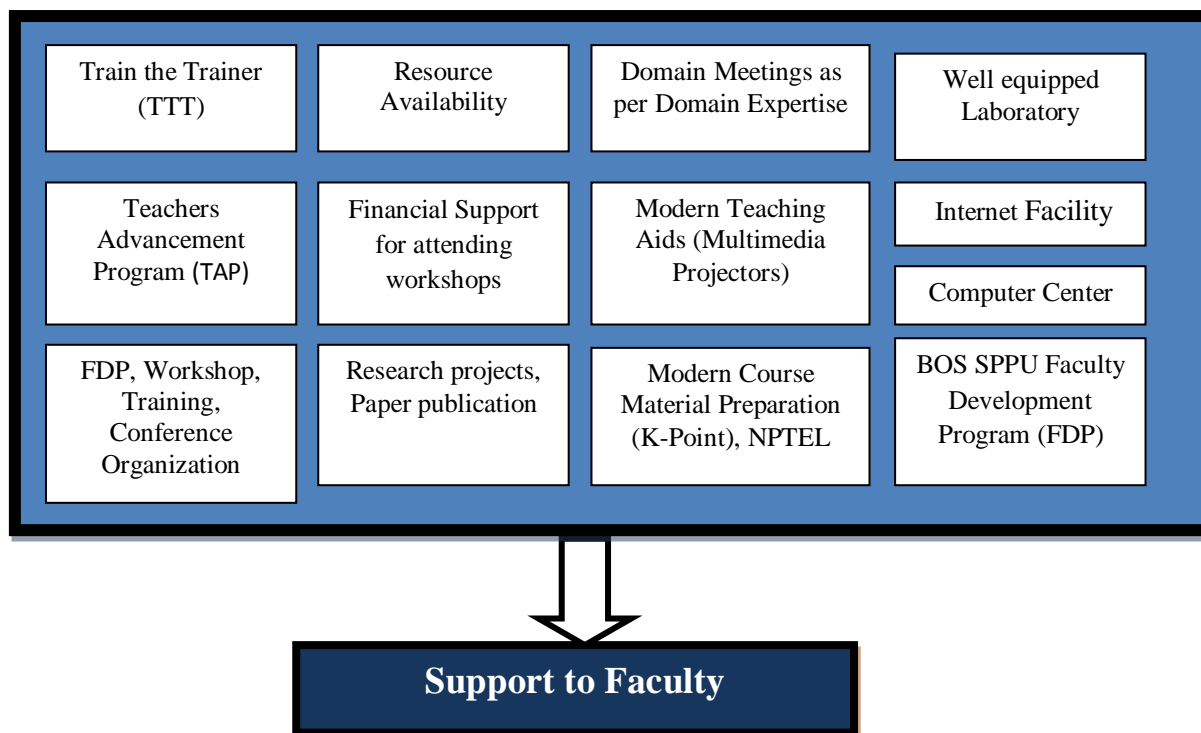 Train the Trainer
(TTT)
Resource
Availability
Domain Meetings as
per Domain Expertise
Well equipped
Laboratory
Teachers
Advancement
Program (TAP)
Financial Support
for attending
workshops
Modern Teaching
Aids (Multimedia
Projectors)
Internet Facility
Computer Center
FDP, Workshop,
Training,
Conference
Organization
Research projects,
Paper publication
Modern Course
Material Preparation
(K-Point), NPTEL
BOS SPPU Faculty
Development
Program (FDP)
Support to Faculty